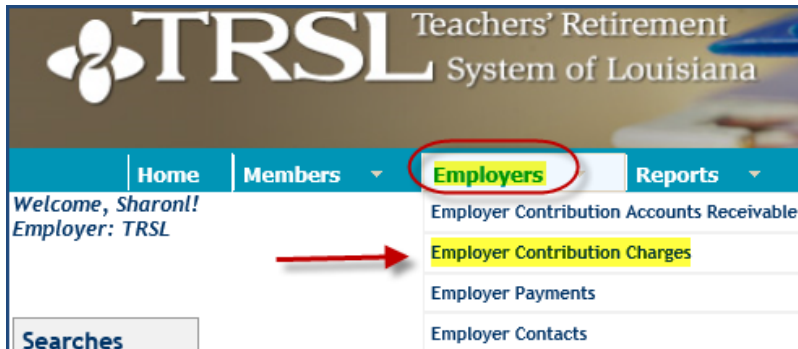 TRSL Teachers' Retirement
System of Louisiana
Home Members Employers Reports
Welcome, Sharonl!
Employer: TRSL
Employer Contribution Accounts Receivable
Employer Contribution Charges
Employer Payments
Employer Contacts
Searches